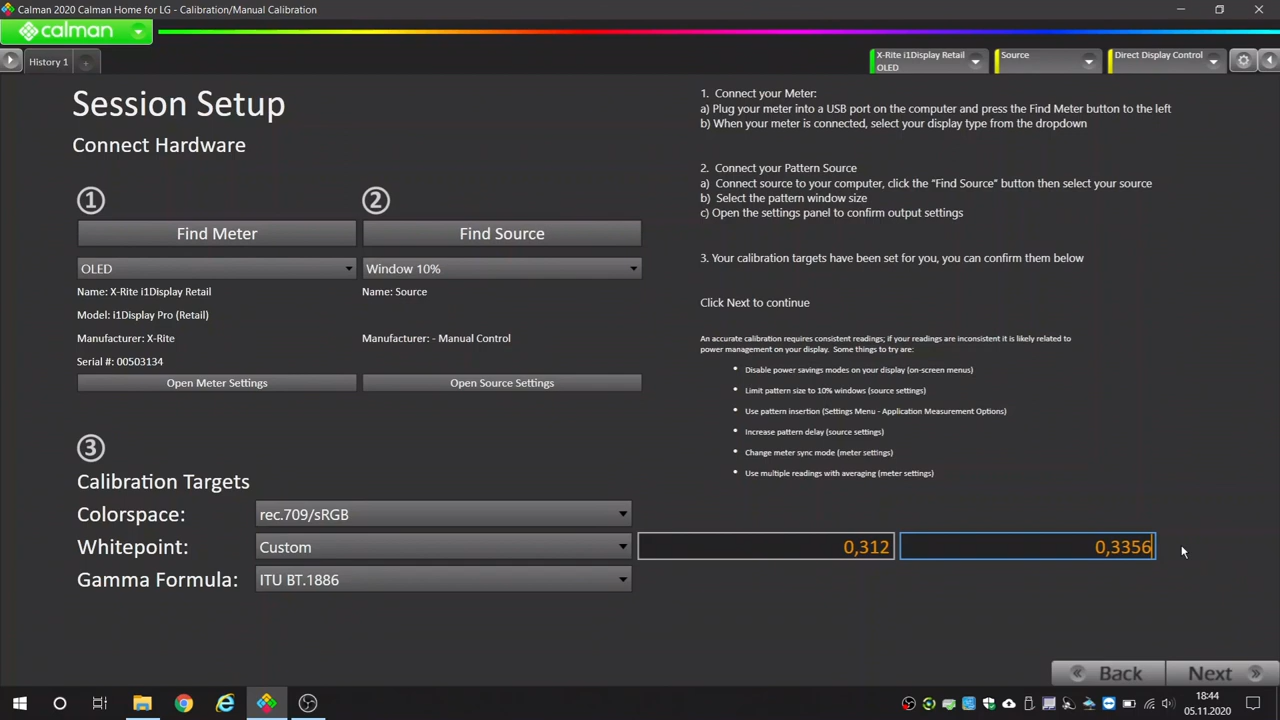 Calman 2020 Calman Home for LG - Calibration/Manual Calibration
calman
History 1
X-Rite i1Display Retail
OLED
Source
Direct Display Control
Session Setup
Connect Hardware
1
2
Find Meter
Find Source
OLED
Window 10%
Name: X-Rite i1Display Retail
Name: Source
Model: i1Display Pro (Retail)
Manufacturer: X-Rite
Manufacturer: - Manual Control
Serial #: 00503134
Open Meter Settings
Open Source Settings
1. Connect your Meter:
a) Plug your meter into a USB port on the computer and press the Find Meter button to the left
b) When your meter is connected, select your display type from the dropdown
2. Connect your Pattern Source
a) Connect source to your computer, click the “Find Source” button then select your source
b) Select the pattern window size
c) Open the settings panel to confirm output settings
3. Your calibration targets have been set for you, you can confirm them below
Click Next to continue
An accurate calibration requires consistent readings; if your readings are inconsistent it is likely related to
power management on your display. Some things to try are:
• Disable power savings modes on your display (on-screen menus)
• Limit pattern size to 10% windows (source settings)
• Use pattern insertion (Settings Menu - Application Measurement Options)
• Increase pattern delay (source settings)
• Change meter sync mode (meter settings)
• Use multiple readings with averaging (meter settings)
3
Calibration Targets
Colorspace: rec.709/sRGB
Whitepoint: Custom 0,312 0,3356
Gamma Formula: ITU BT.1886
Back
Next
18:44
05.11.2020